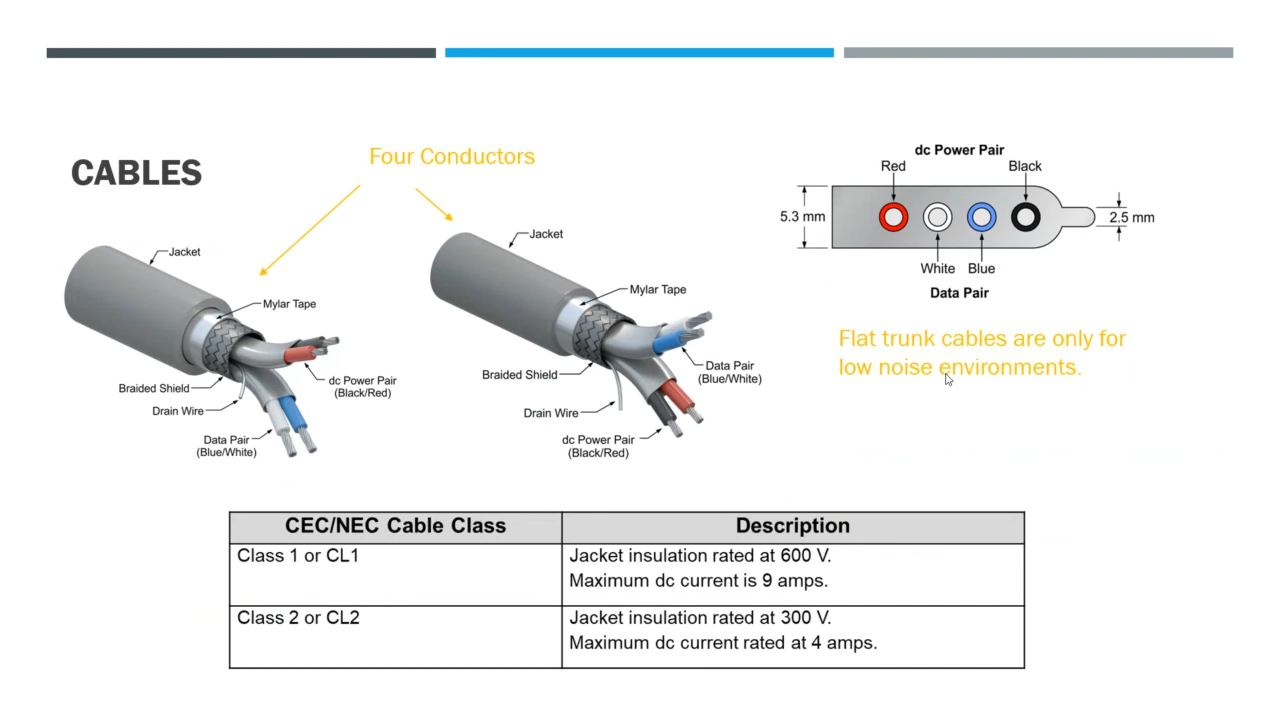 CABLES
Four Conductors
Jacket
Mylar Tape
Braided Shield
Drain Wire
dc Power Pair
(Black/Red)
Data Pair
(Blue/White)
Jacket
Mylar Tape
Braided Shield
Drain Wire
Data Pair
(Blue/White)
dc Power Pair
(Black/Red)
dc Power Pair
Red
Black
5.3 mm
2.5 mm
White
Blue
Data Pair
Flat trunk cables are only for
low noise environments.
CEC/NEC Cable Class
Description
Class 1 or CL1
Jacket insulation rated at 600 V.
Maximum dc current is 9 amps.
Class 2 or CL2
Jacket insulation rated at 300 V.
Maximum dc current rated at 4 amps.